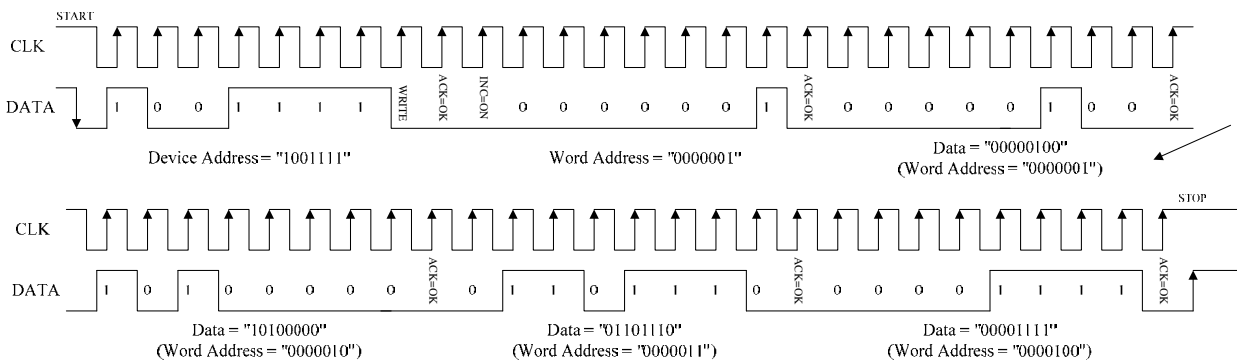 START
CLK
DATA 1 0 0 1 1 1 1 WRITE ACK=OK INC=ON 0 0 0 0 0 0 1 ACK=OK 0 0 0 0 0 1 0 0 ACK=OK
Device Address = "1001111" Word Address = "0000001" Data = "00000100"
(Word Address = "0000001")
STOP
CLK
DATA 1 0 1 0 0 0 0 0 ACK=OK 0 1 1 0 1 1 1 0 ACK=OK 0 0 0 0 1 1 1 1 ACK=OK
Data = "10100000" Data = "01101110" Data = "00001111"
(Word Address = "0000010") (Word Address = "0000011") (Word Address = "0000100")